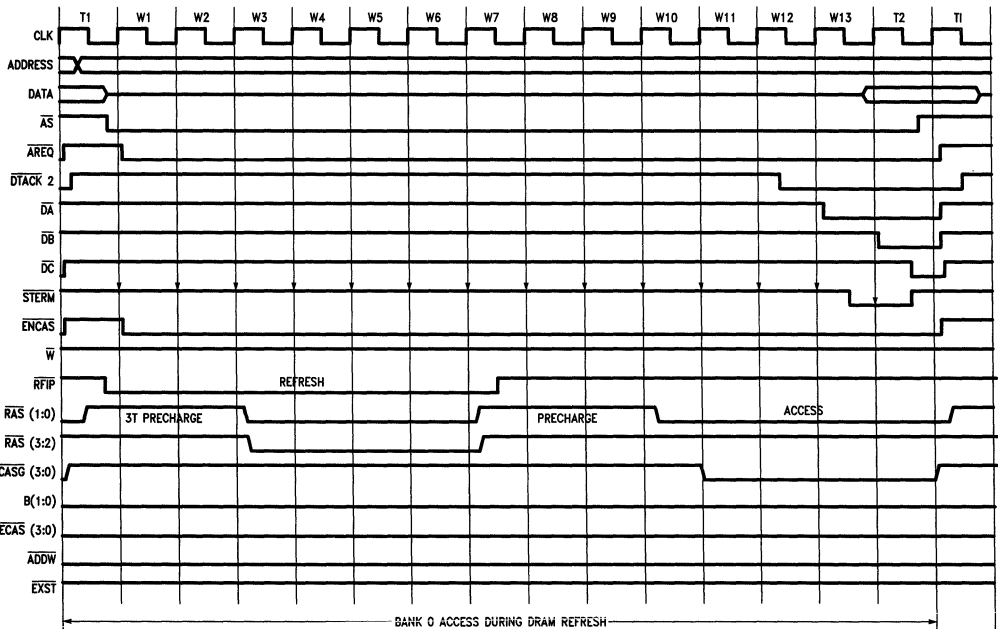 T1 W1 W2 W3 W4 W5 W6 W7 W8 W9 W10 W11 W12 W13 T2 TI
CLK
ADDRESS
DATA
AS
AREQ
DTACK 2
DA
DB
DC
STERM
ENCAS
W
RFIP REFRESH
RAS (1:0) 3T PRECHARGE PRECHARGE ACCESS
RAS (3:2)
CASG (3:0)
B(1:0)
ECAS (3:0)
ADDW
EXST
BANK 0 ACCESS DURING DRAM REFRESH